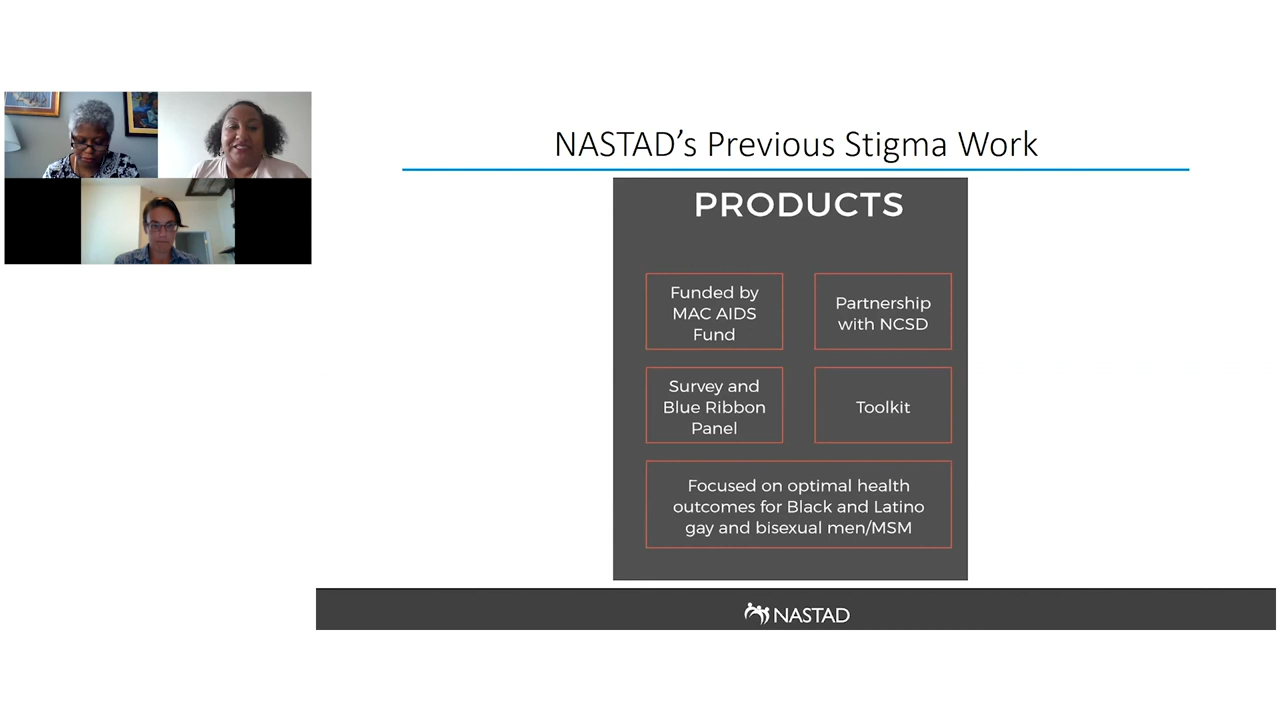 NASTAD’s Previous Stigma Work
PRODUCTS
Funded by
MAC AIDS
Fund
Partnership
with NCSD
Survey and
Blue Ribbon
Panel
Toolkit
Focused on optimal health
outcomes for Black and Latino
gay and bisexual men/MSM
NASTAD